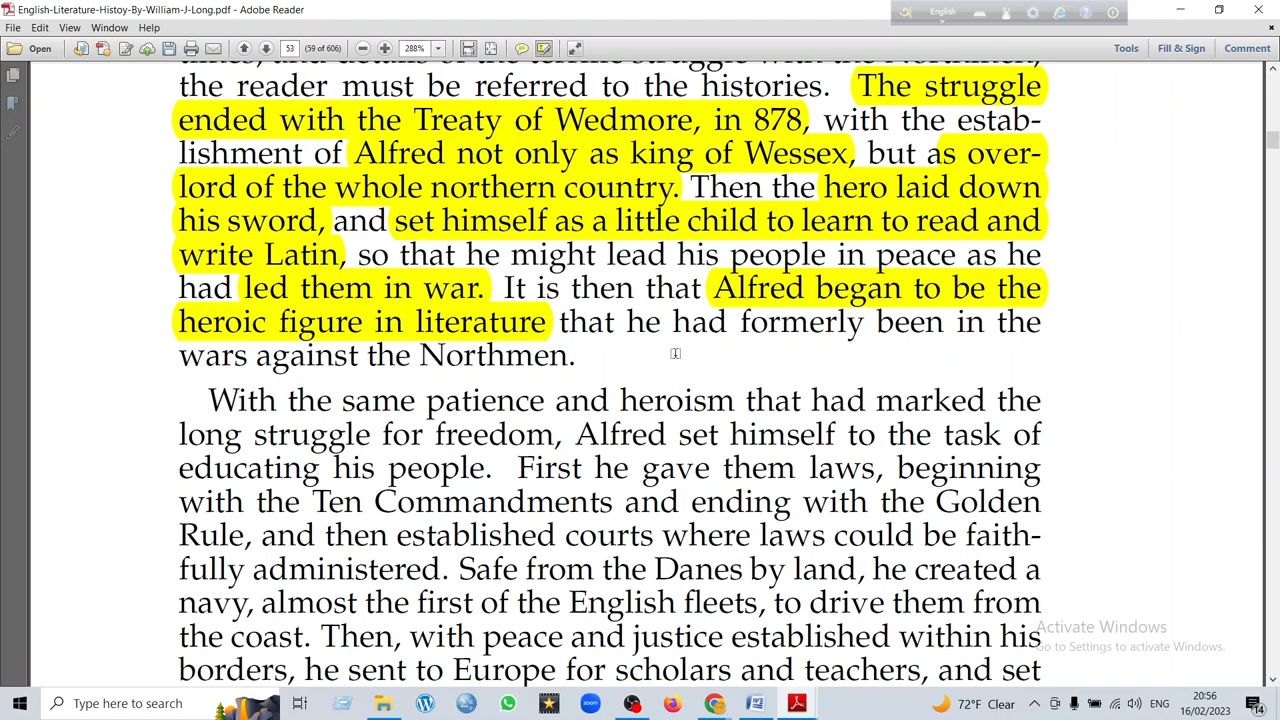 English-Literature-Histoy-By-William-J-Long.pdf - Adobe Reader
English
File Edit View Window Help
Open 53 (59 of 606) 288% Tools Fill & Sign Comment
the reader must be referred to the histories. The struggle
ended with the Treaty of Wedmore, in 878, with the estab-
lishment of Alfred not only as king of Wessex, but as over-
lord of the whole northern country. Then the hero laid down
his sword, and set himself as a little child to learn to read and
write Latin, so that he might lead his people in peace as he
had led them in war. It is then that Alfred began to be the
heroic figure in literature that he had formerly been in the
wars against the Northmen.
With the same patience and heroism that had marked the
long struggle for freedom, Alfred set himself to the task of
educating his people. First he gave them laws, beginning
with the Ten Commandments and ending with the Golden
Rule, and then established courts where laws could be faith-
fully administered. Safe from the Danes by land, he created a
navy, almost the first of the English fleets, to drive them from
the coast. Then, with peace and justice established within his
borders, he sent to Europe for scholars and teachers, and set
Activate Windows
Go to Settings to activate Windows.
Type here to search
72°F Clear
ENG
20:56
16/02/2023
14